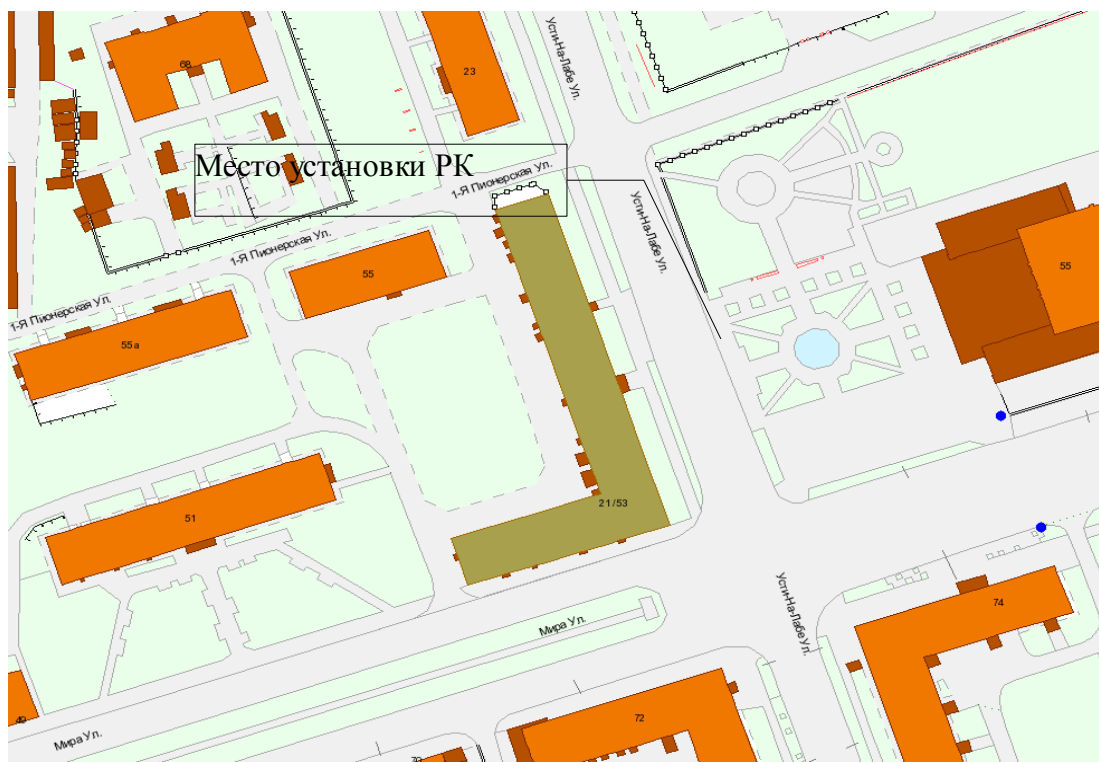 68
23
Усти-На-Лабе Ул.
Место установки РК
1-Я Пионерская Ул.
Усти-На-Лабе Ул.
1-Я Пионерская Ул.
55
55
1-Я Пионерская Ул.
55а
21/53
51
Усти-На-Лабе Ул.
74
Мира Ул.
49
72
Мира Ул.